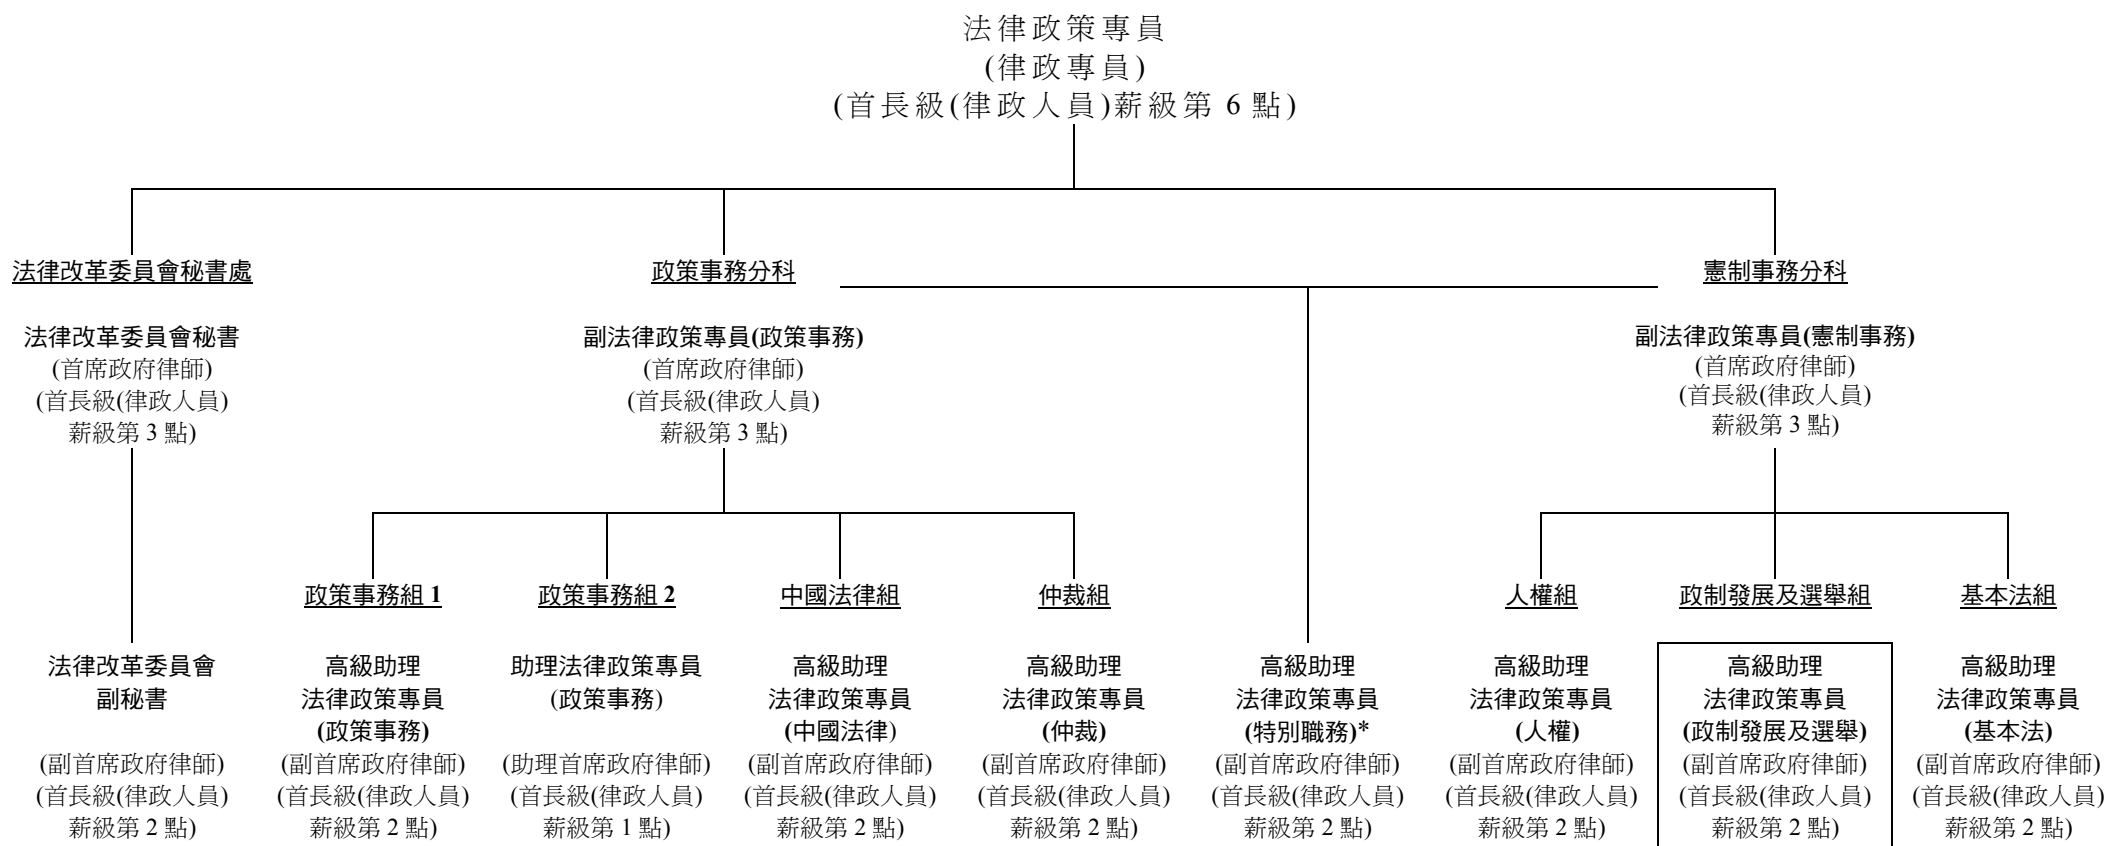 法律政策專員
(律政專員)
(首長級(律政人員)薪級第 6 點)
法律改革委員會秘書處
法律改革委員會秘書
(首席政府律師)
(首長級(律政人員)
薪級第 3 點)
政策事務分科
副法律政策專員(政策事務)
(首席政府律師)
(首長級(律政人員)
薪級第 3 點)
憲制事務分科
副法律政策專員(憲制事務)
(首席政府律師)
(首長級(律政人員)
薪級第 3 點)
法律改革委員會
副秘書
(副首席政府律師)
(首長級(律政人員)
薪級第 2 點)
政策事務組 1
高級助理
法律政策專員
(政策事務)
(副首席政府律師)
(首長級(律政人員)
薪級第 2 點)
政策事務組 2
助理法律政策專員
(政策事務)
(助理首席政府律師)
(首長級(律政人員)
薪級第 1 點)
中國法律組
高級助理
法律政策專員
(中國法律)
(副首席政府律師)
(首長級(律政人員)
薪級第 2 點)
仲裁組
高級助理
法律政策專員
(仲裁)
(副首席政府律師)
(首長級(律政人員)
薪級第 2 點)
高級助理
法律政策專員
(特別職務)*
(副首席政府律師)
(首長級(律政人員)
薪級第 2 點)
人權組
高級助理
法律政策專員
(人權)
(副首席政府律師)
(首長級(律政人員)
薪級第 2 點)
政制發展及選舉組
高級助理
法律政策專員
(政制發展及選舉)
(副首席政府律師)
(首長級(律政人員)
薪級第 2 點)
基本法組
高級助理
法律政策專員
(基本法)
(副首席政府律師)
(首長級(律政人員)
薪級第 2 點)